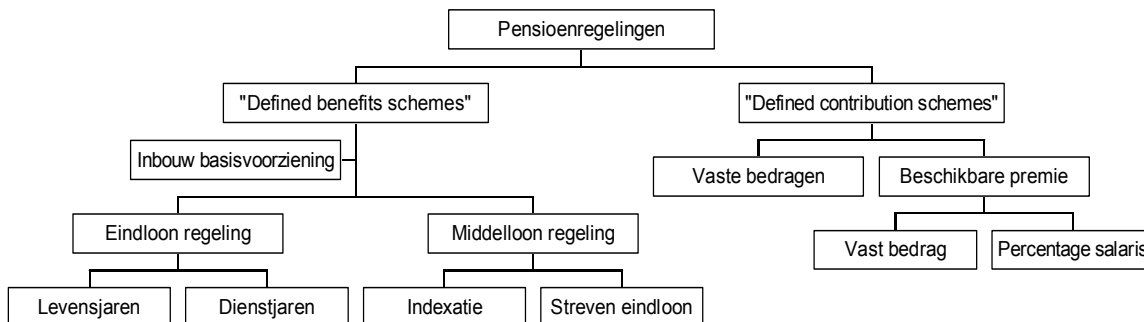 Pensioenregelingen
"Defined benefits schemes"
"Defined contribution schemes"
Inbouw basisvoorziening
Vaste bedragen
Beschikbare premie
Eindloon regeling
Middelloon regeling
Vast bedrag
Percentage salaris
Levensjaren
Dienstjaren
Indexatie
Streven eindloon